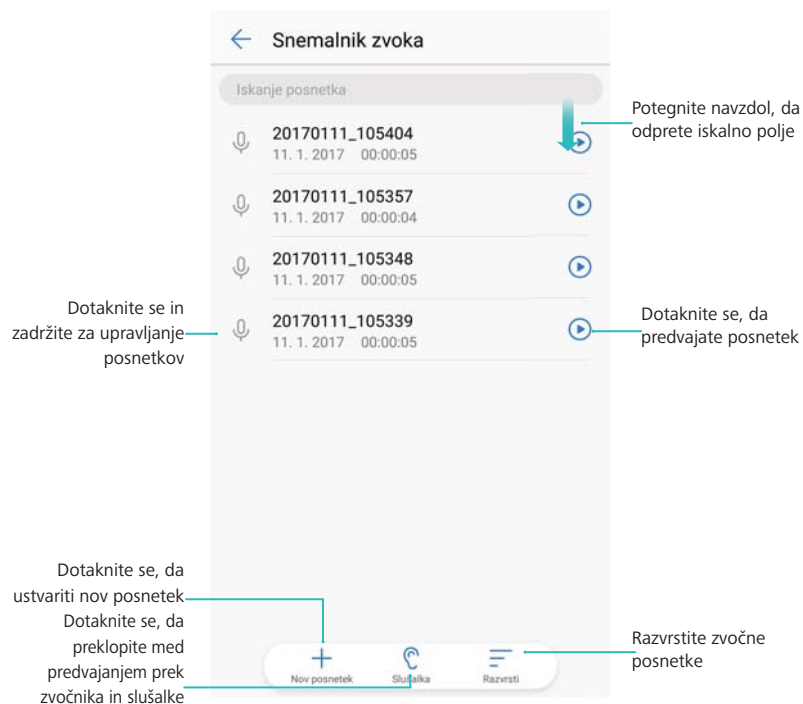 Snemalnik zvoka
Iskanje posnetka
Potegnite navzdol, da
odprete iskalno polje
20170111_105404
11. 1. 2017 00:00:05
20170111_105357
11. 1. 2017 00:00:04
20170111_105348
11. 1. 2017 00:00:05
Dotaknite se in
zadržite za upravljanje
posnetkov
20170111_105339
11. 1. 2017 00:00:05
Dotaknite se, da
predvajate posnetek
Dotaknite se, da
ustvariti nov posnetek
Dotaknite se, da
preklopite med
predvajanjem prek
zvočnika in slušalke
Nov posnetek
Slušalka
Razvrsti
Razvrstite zvočne
posnetke